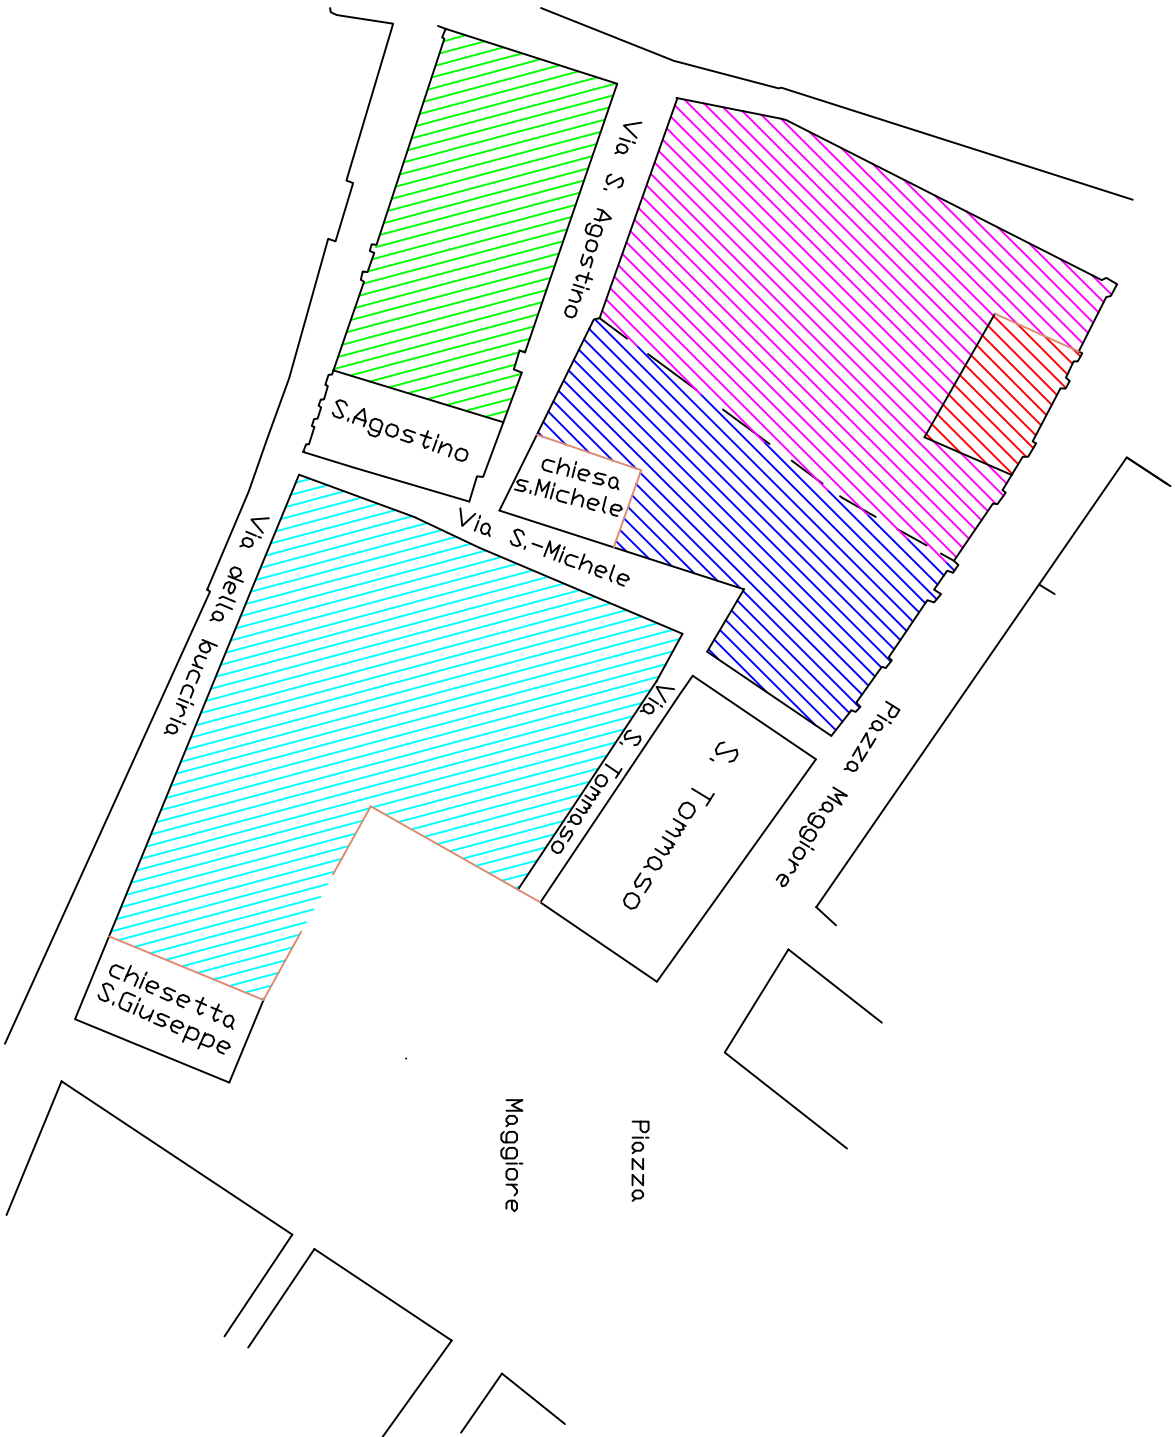 Via S. Agostino
S.Agostino
chiesa
s.Michele
Via S.-Michele
Via della bucciria
Via S. Tommaso
S. Tommaso
Piazza Maggiore
chiesetta
S.Giuseppe
Piazza
Maggiore